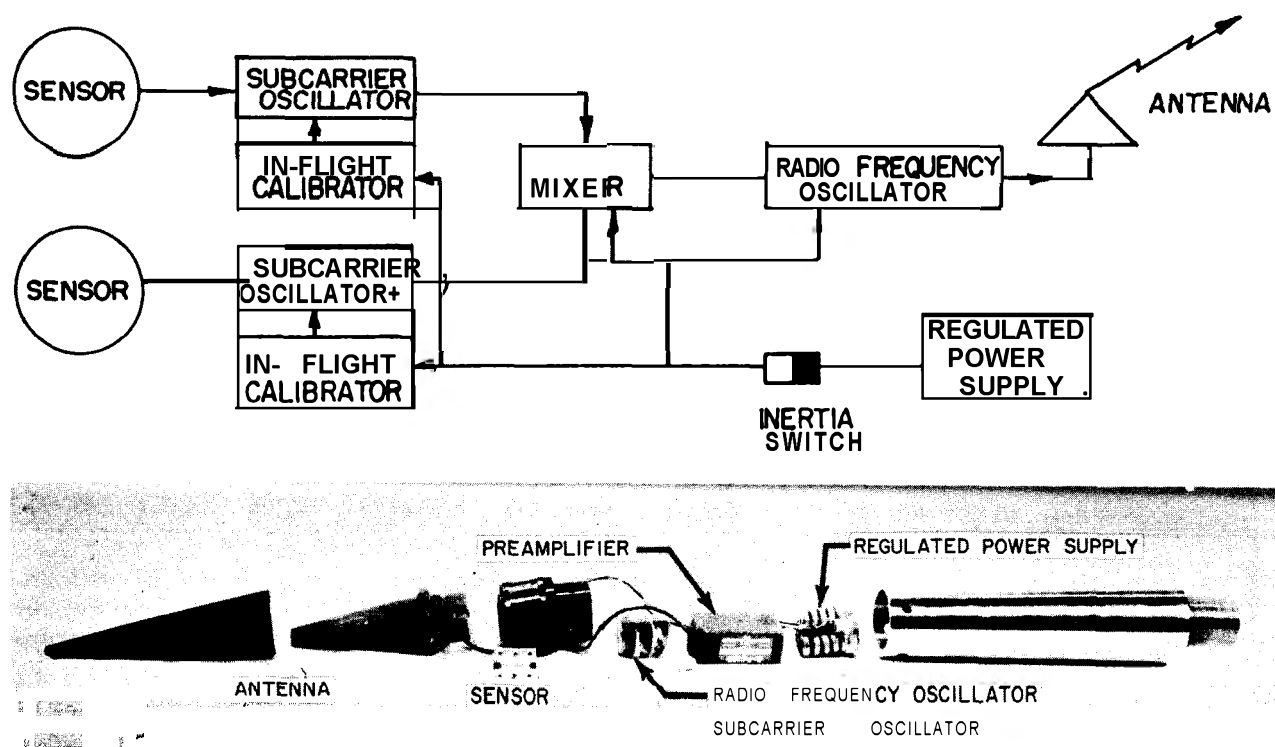 SENSOR
SUBCARRIER
OSCILLATOR
IN-FLIGHT
CALIBRATOR
MIXER
RADIO FREQUENCY
OSCILLATOR
ANTENNA
SENSOR
SUBCARRIER
OSCILLATOR+
IN- FLIGHT
CALIBRATOR
REGULATED
POWER
SUPPLY .
INERTIA
SWITCH
PREAMPLIFIER
REGULATED POWER SUPPLY
ANTENNA
SENSOR
RADIO FREQUENCY OSCILLATOR
SUBCARRIER OSCILLATOR